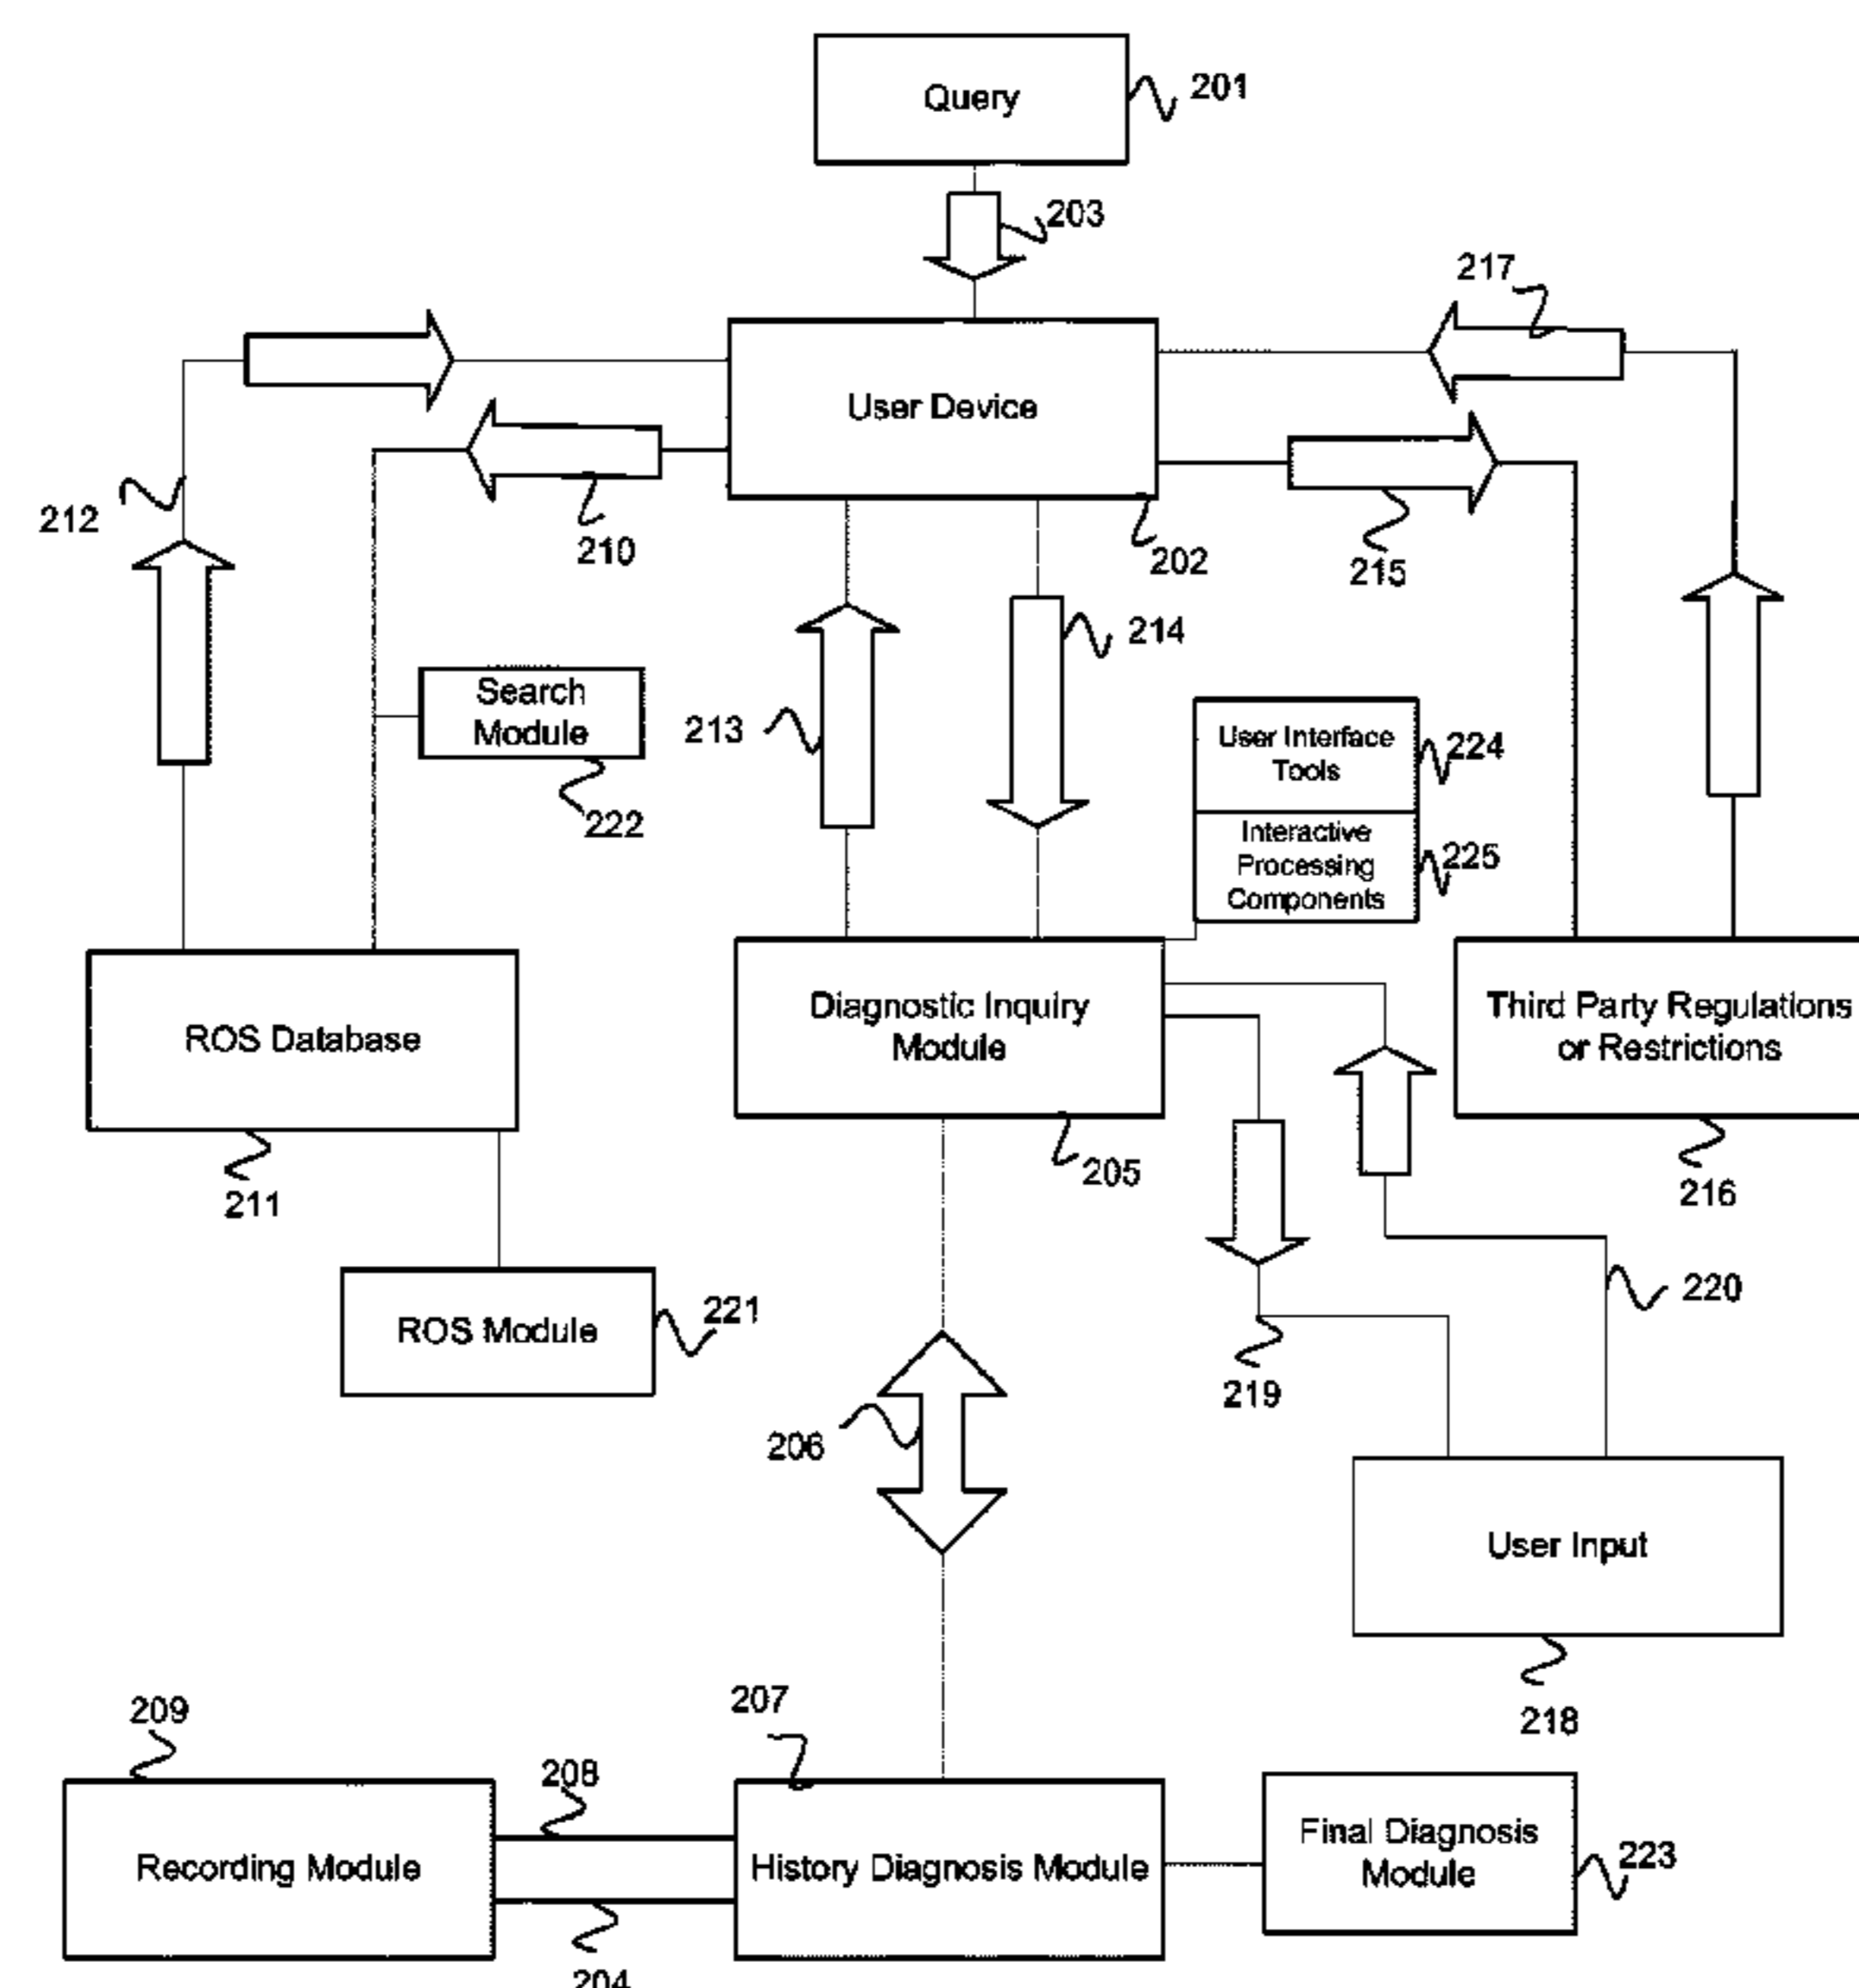 Query
201
203
217
User Device
212
210
202
215
214
Search
Module
213
User Interface
Tools
224
222
Interactive
Processing
Components
225
ROS Database
Diagnostic Inquiry
Module
Third Party Regulations
or Restrictions
205
211
216
220
ROS Module
221
219
206
User Input
207
209
218
208
Recording Module
History Diagnosis Module
Final Diagnosis
Module
223
204